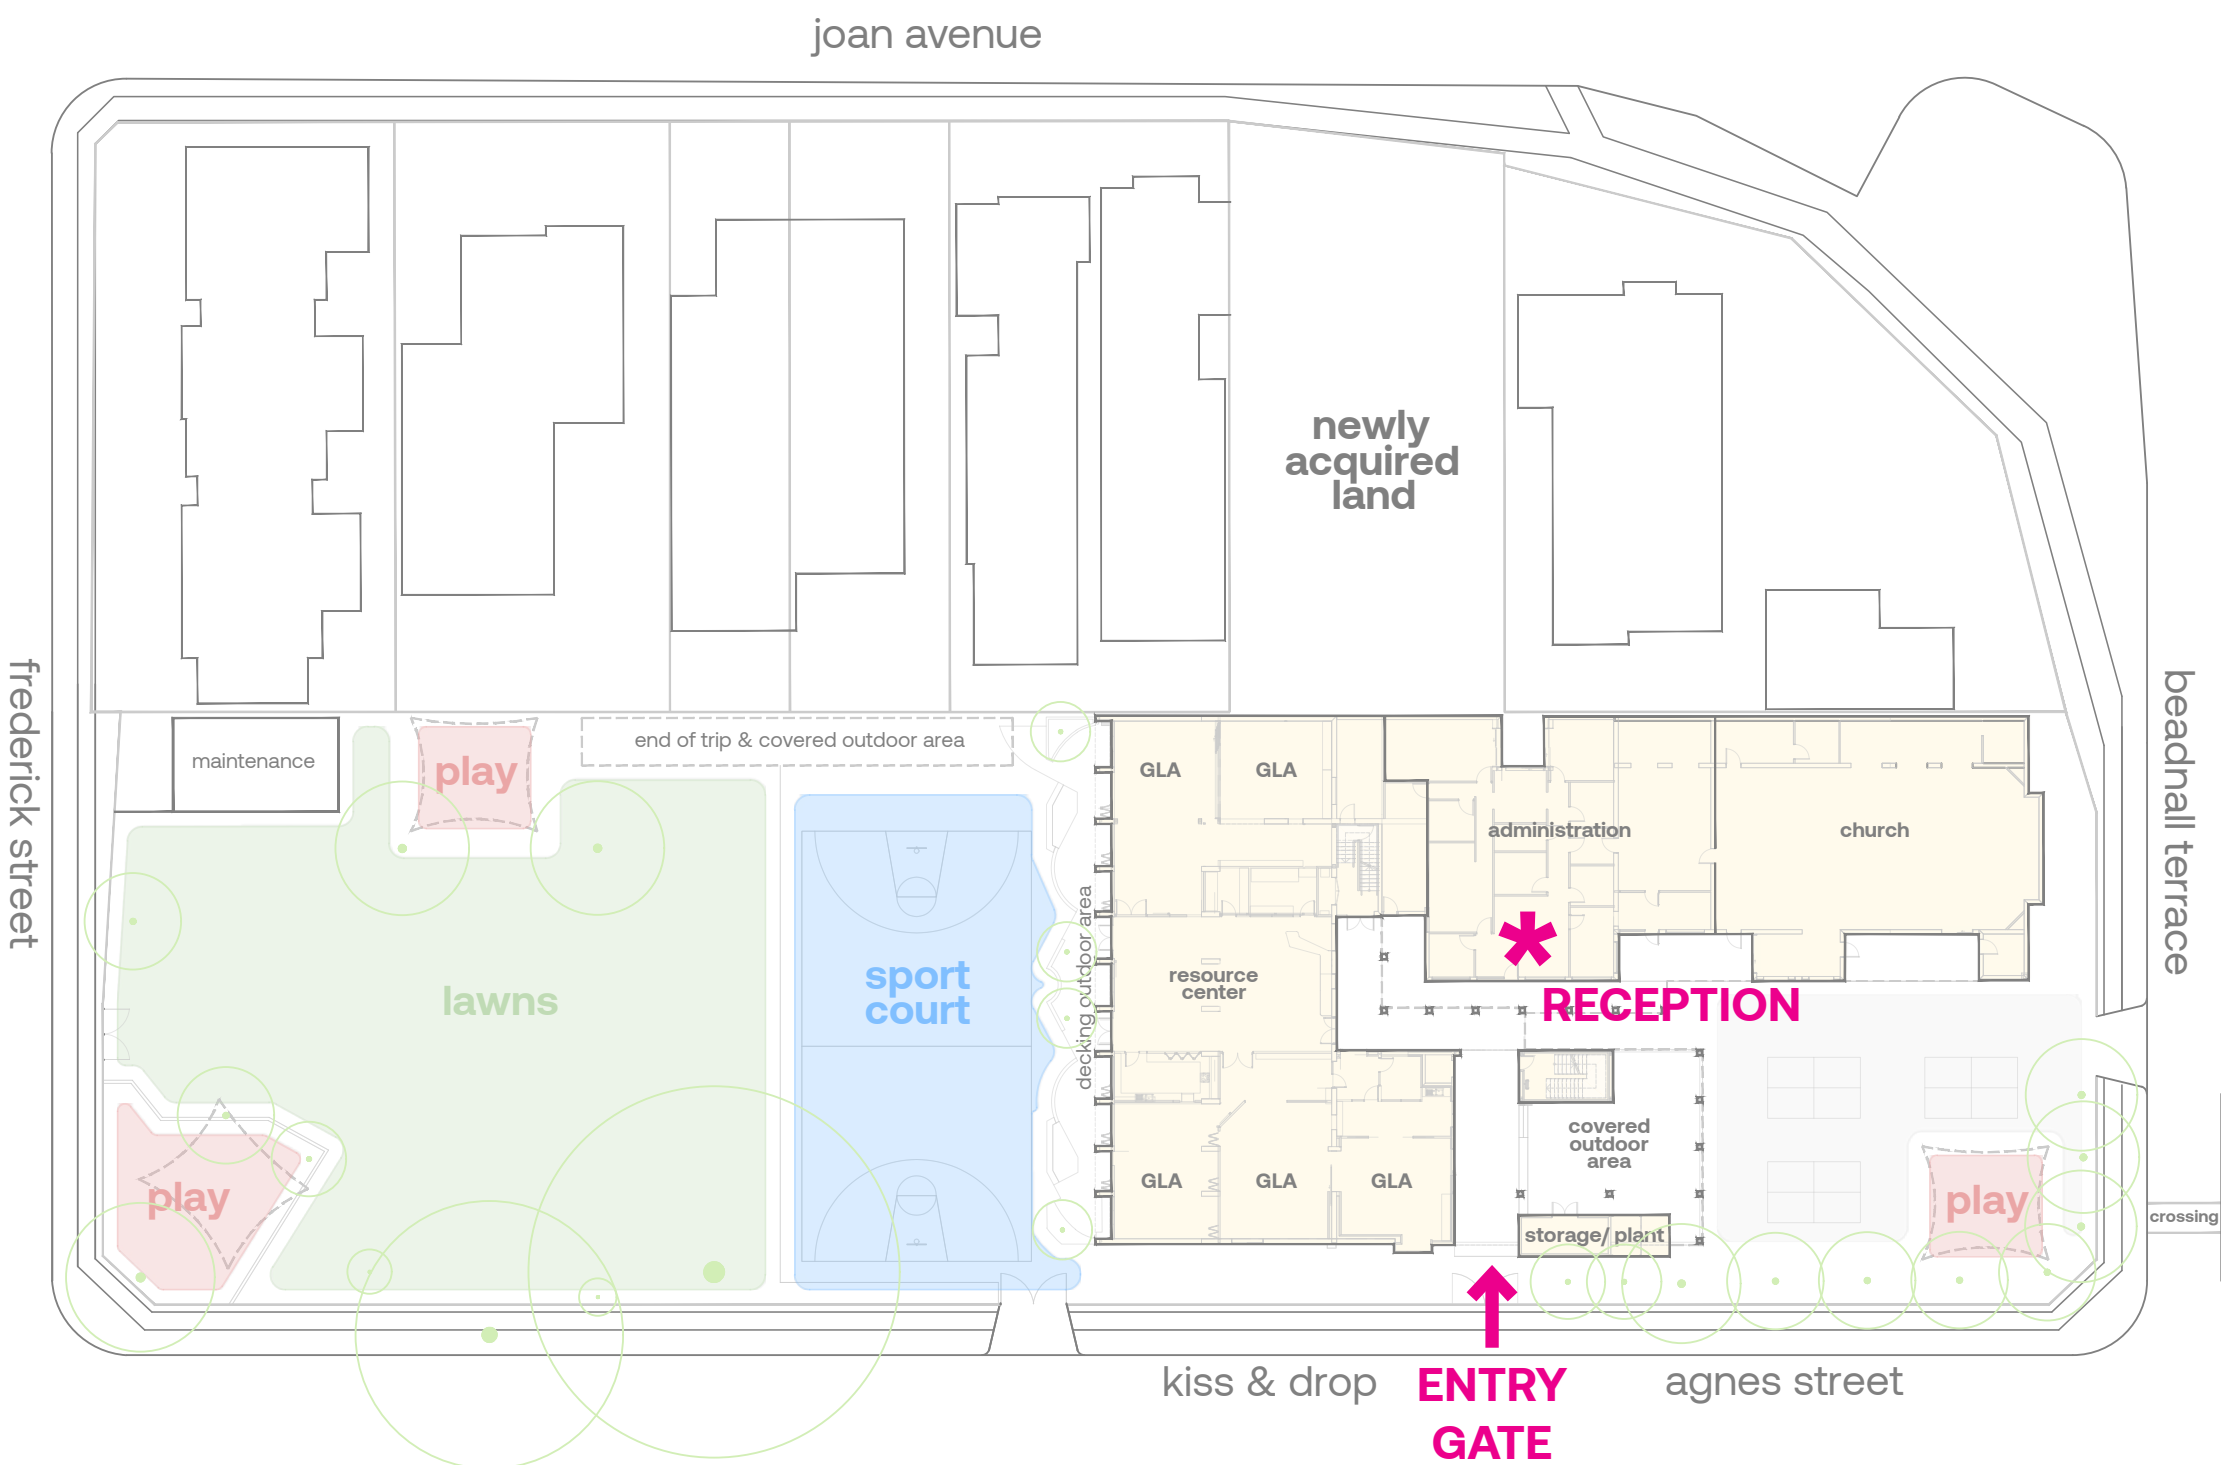 joan avenue
newly
acquired
land
frederick street
beadnall terrace
maintenance
play
end of trip & covered outdoor area
GLA
GLA
administration
church
lawns
sport
court
decking outdoor area
resource
center
*
RECEPTION
covered
outdoor
area
play
GLA
GLA
GLA
play
crossing
storage/ plant
kiss & drop
ENTRY
GATE
agnes street